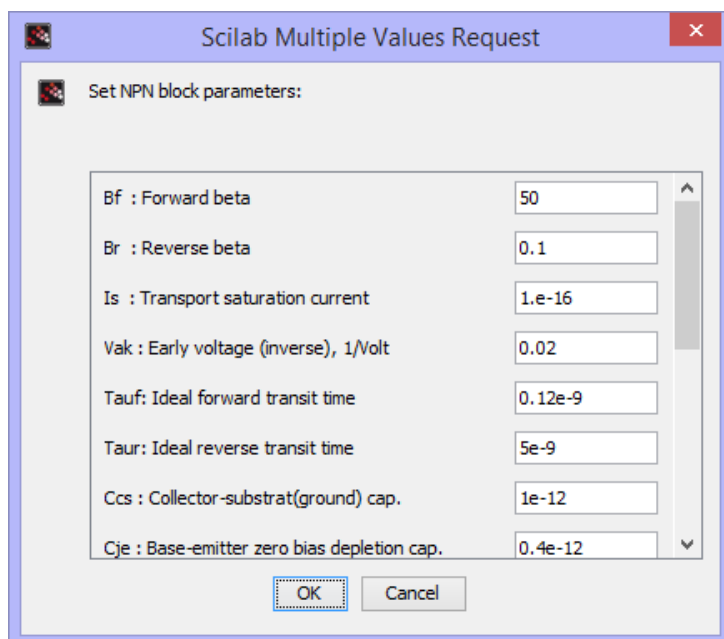 Scilab Multiple Values Request
Set NPN block parameters:
Bf : Forward beta 50
Br : Reverse beta 0.1
Is : Transport saturation current 1.e-16
Vak : Early voltage (inverse), 1/Volt 0.02
Tauf: Ideal forward transit time 0.12e-9
Taur: Ideal reverse transit time 5e-9
Ccs : Collector-substrat(ground) cap. 1e-12
Cje : Base-emitter zero bias depletion cap. 0.4e-12
OK Cancel